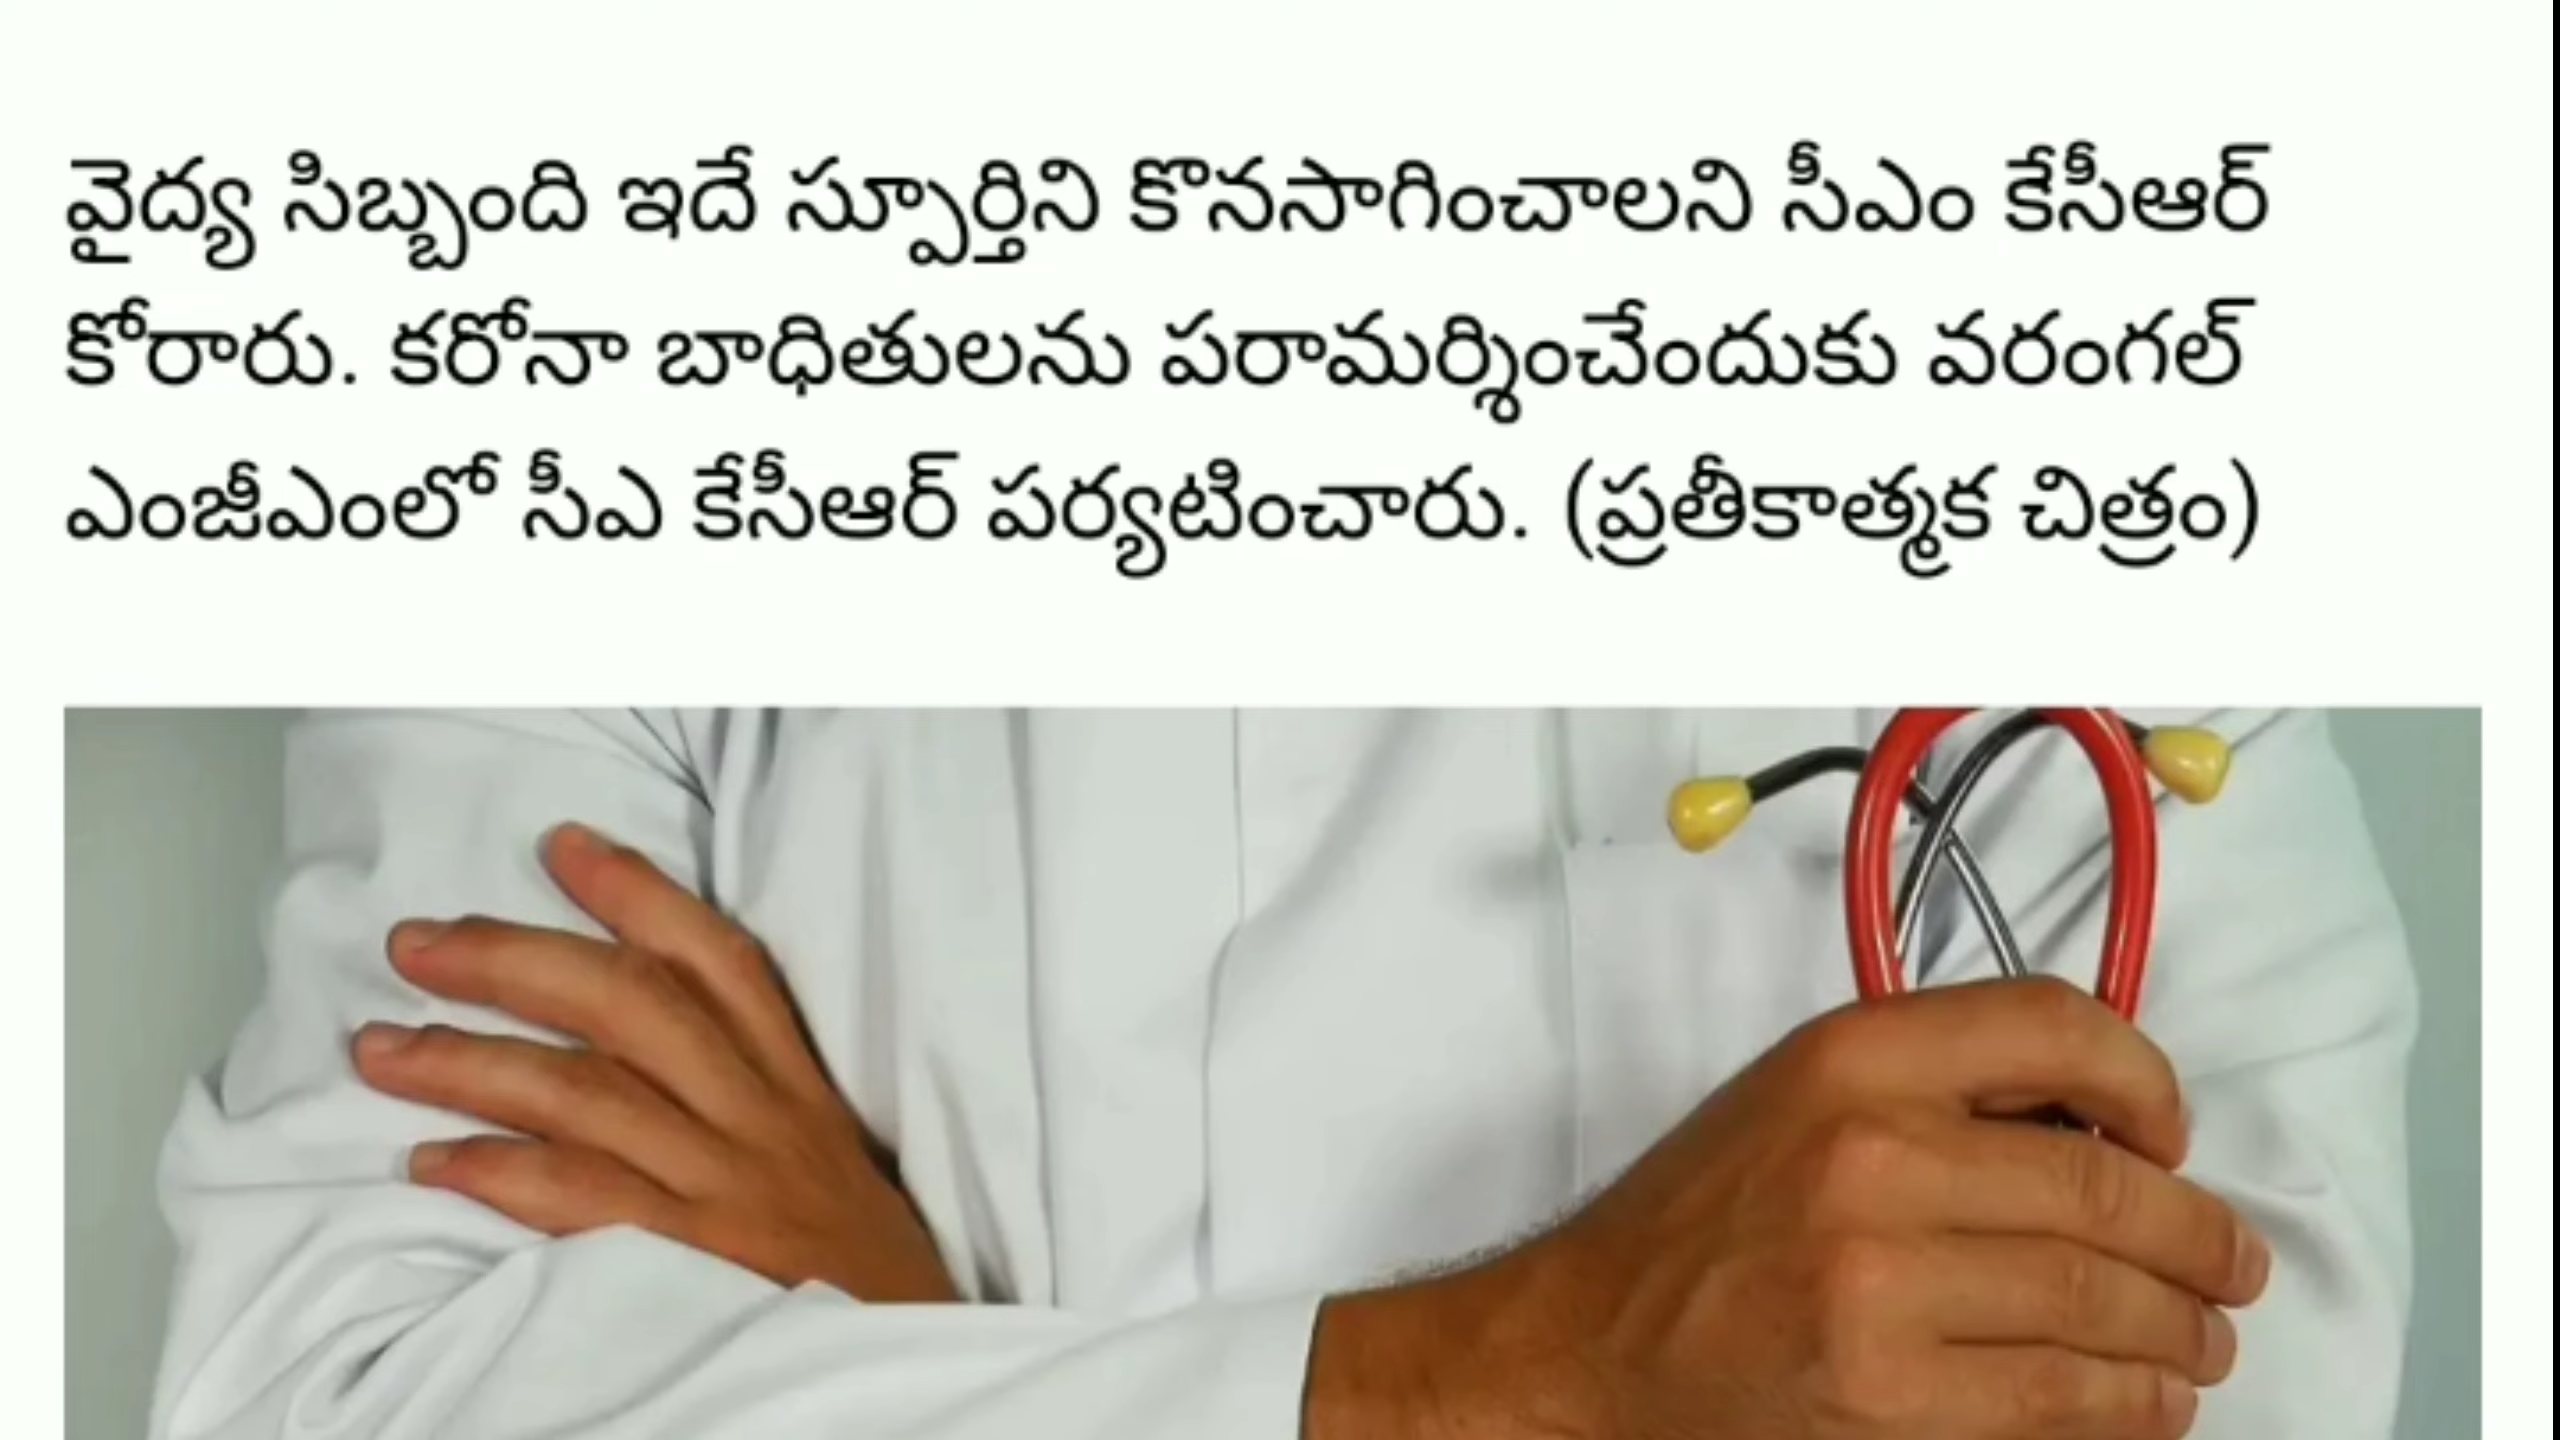 వైద్య సిబ్బంది ఇదే స్పూర్తిని కొనసాగించాలని సీఎం కేసీఆర్
కోరారు. కరోనా బాధితులను పరామర్శించేందుకు వరంగల్
ఎంజీఎంలో సీఎ కేసీఆర్ పర్యటించారు. (ప్రతీకాత్మక చిత్రం)